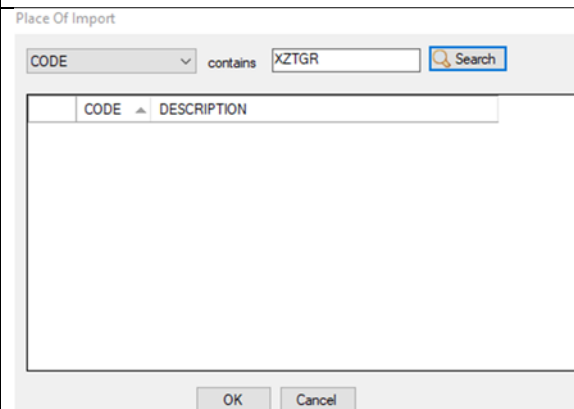 Place Of Import
CODE contains XZTGR Search
CODE DESCRIPTION
OK Cancel